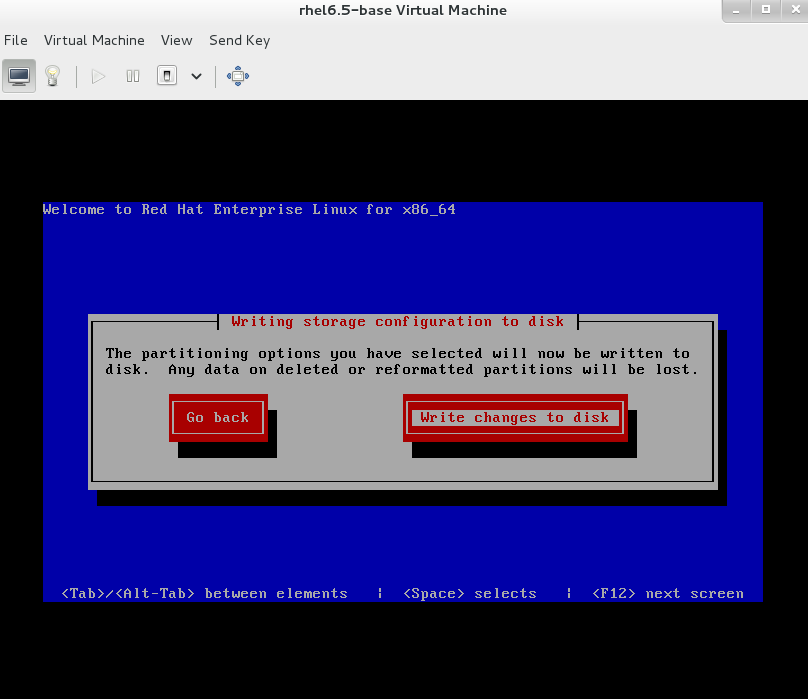 rhel6.5-base Virtual Machine
File Virtual Machine View Send Key
Welcome to Red Hat Enterprise Linux for x86_64
Writing storage configuration to disk
The partitioning options you have selected will now be written to
disk.  Any data on deleted or reformatted partitions will be lost.
Go back Write changes to disk
<Tab>/<Alt-Tab> between elements | <Space> selects | <F12> next screen